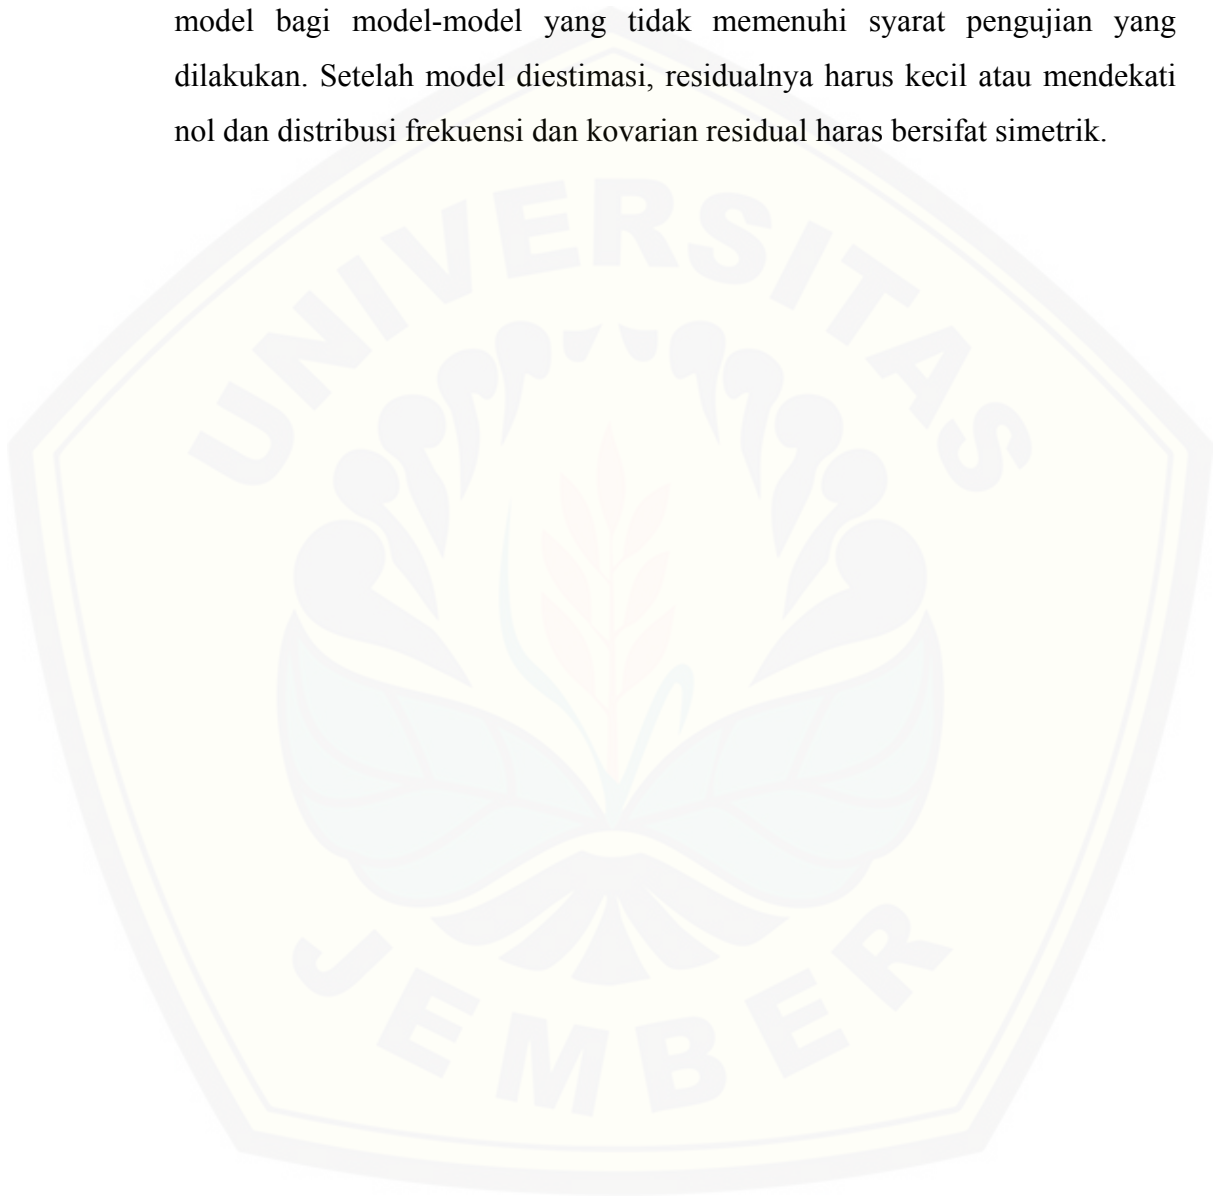 model bagi model-model yang tidak memenuhi syarat pengujian yang
dilakukan. Setelah model diestimasi, residualnya harus kecil atau mendekati
nol dan distribusi frekuensi dan kovarian residual haras bersifat simetrik.
UNIVERSITAS
JEMBER